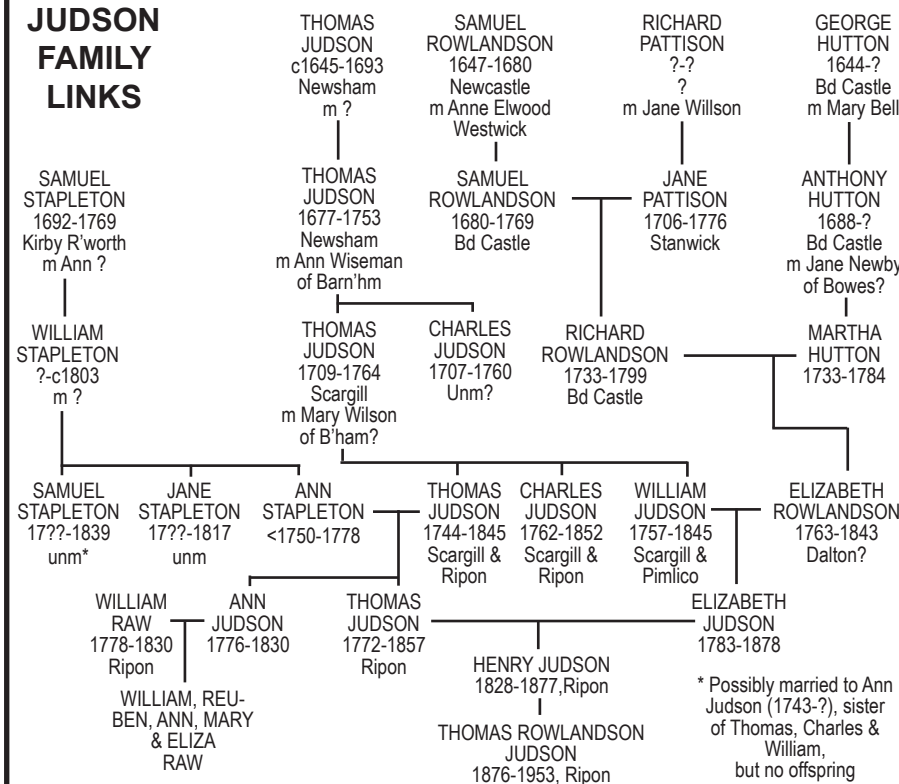 JUDSON
FAMILY
LINKS
THOMAS
JUDSON
c1645-1693
Newsham
m ?
SAMUEL
ROWLANDSON
1647-1680
Newcastle
m Anne Elwood
Westwick
RICHARD
PATTISON
?-?
?
m Jane Willson
GEORGE
HUTTON
1644-?
Bd Castle
m Mary Bell
SAMUEL
STAPLETON
1692-1769
Kirby R'worth
m Ann ?
THOMAS
JUDSON
1677-1753
Newsham
m Ann Wiseman
of Barn'hm
SAMUEL
ROWLANDSON
1680-1769
Bd Castle
JANE
PATTISON
1706-1776
Stanwick
ANTHONY
HUTTON
1688-?
Bd Castle
m Jane Newby
of Bowes?
WILLIAM
STAPLETON
?-c1803
m ?
THOMAS
JUDSON
1709-1764
Scargill
m Mary Wilson
of B'ham?
CHARLES
JUDSON
1707-1760
Unm?
RICHARD
ROWLANDSON
1733-1799
Bd Castle
MARTHA
HUTTON
1733-1784
SAMUEL
STAPLETON
17??-1839
unm*
JANE
STAPLETON
17??-1817
unm
ANN
STAPLETON
<1750-1778
THOMAS
JUDSON
1744-1845
Scargill &
Ripon
CHARLES
JUDSON
1762-1852
Scargill &
Ripon
WILLIAM
JUDSON
1757-1845
Scargill &
Pimlico
ELIZABETH
ROWLANDSON
1763-1843
Dalton?
WILLIAM
RAW
1778-1830
Ripon
ANN
JUDSON
1776-1830
THOMAS
JUDSON
1772-1857
Ripon
ELIZABETH
JUDSON
1783-1878
WILLIAM, REU-
BEN, ANN, MARY
& ELIZA
RAW
HENRY JUDSON
1828-1877,Ripon
THOMAS ROWLANDSON
JUDSON
1876-1953, Ripon
* Possibly married to Ann
Judson (1743-?), sister
of Thomas, Charles &
William,
but no offspring